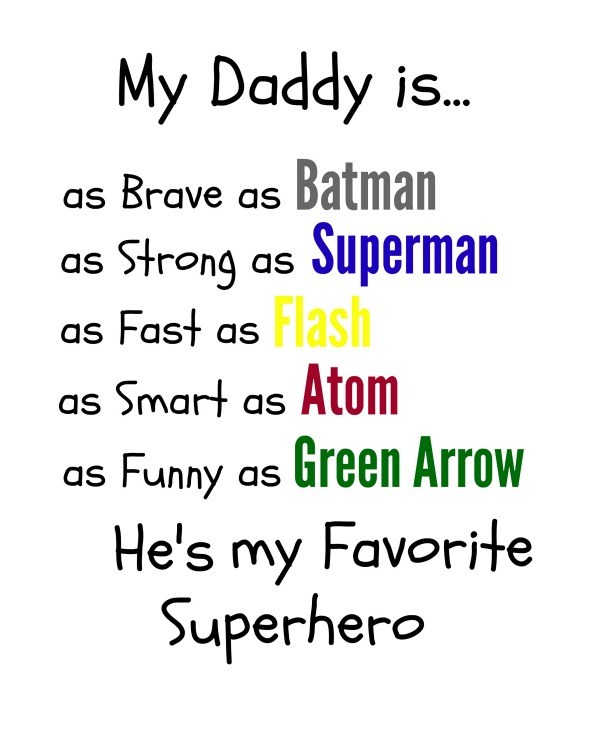 My Daddy is...
as Brave as Batman
as Strong as Superman
as Fast as Flash
as Smart as Atom
as Funny as Green Arrow
He's my Favorite
Superhero